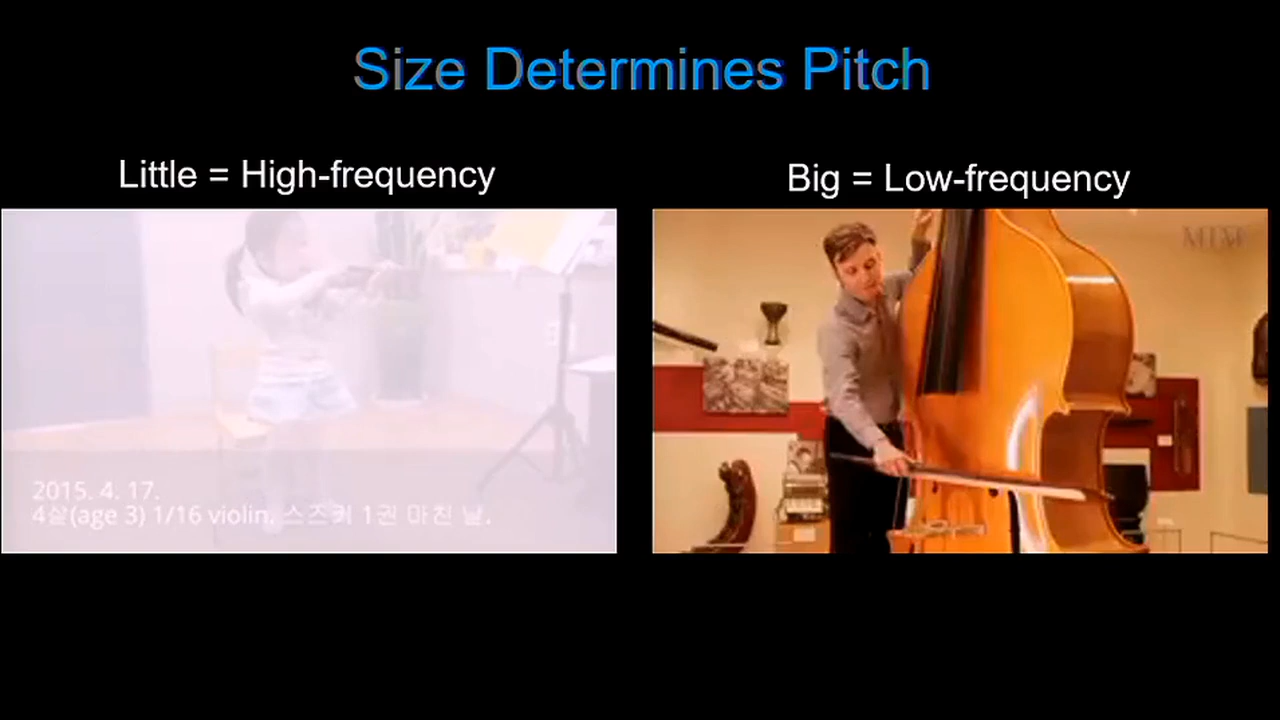 Size Determines Pitch
Little = High-frequency
Big = Low-frequency
MIM
2015. 4. 17.
4살(age 3) 1/16 violin, 스즈키 1권 마친 날.